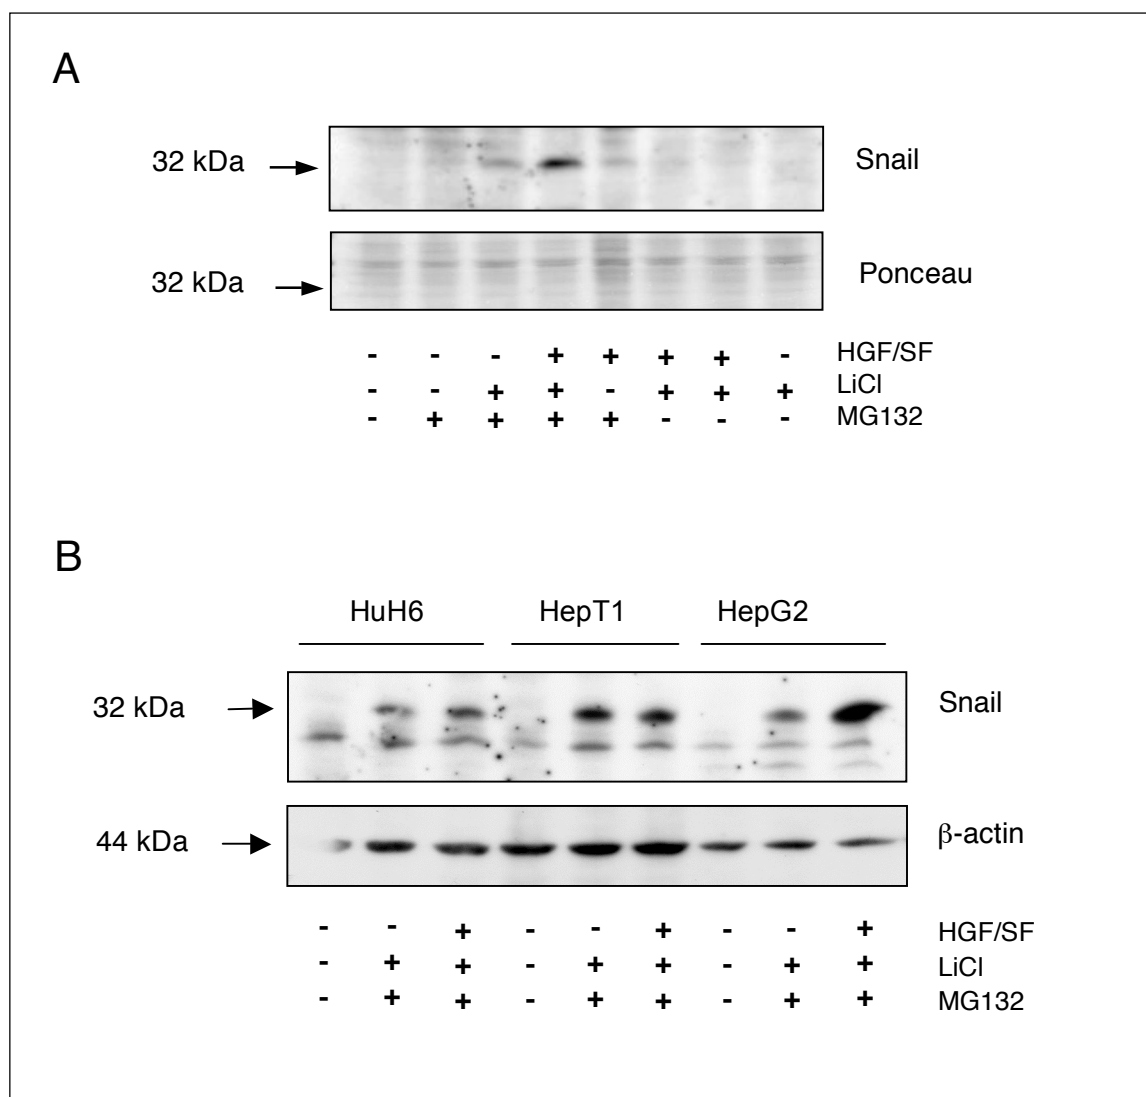 A
32 kDa
Snail
32 kDa
Ponceau
- - - + + + + - HGF/SF
- - + + - + + + LiCl
- + + + + - - - MG132
B
HuH6 HepT1 HepG2
32 kDa
Snail
44 kDa
β-actin
- - + - - + - - + HGF/SF
- + + - + + - + + LiCl
- + + - + + - + + MG132